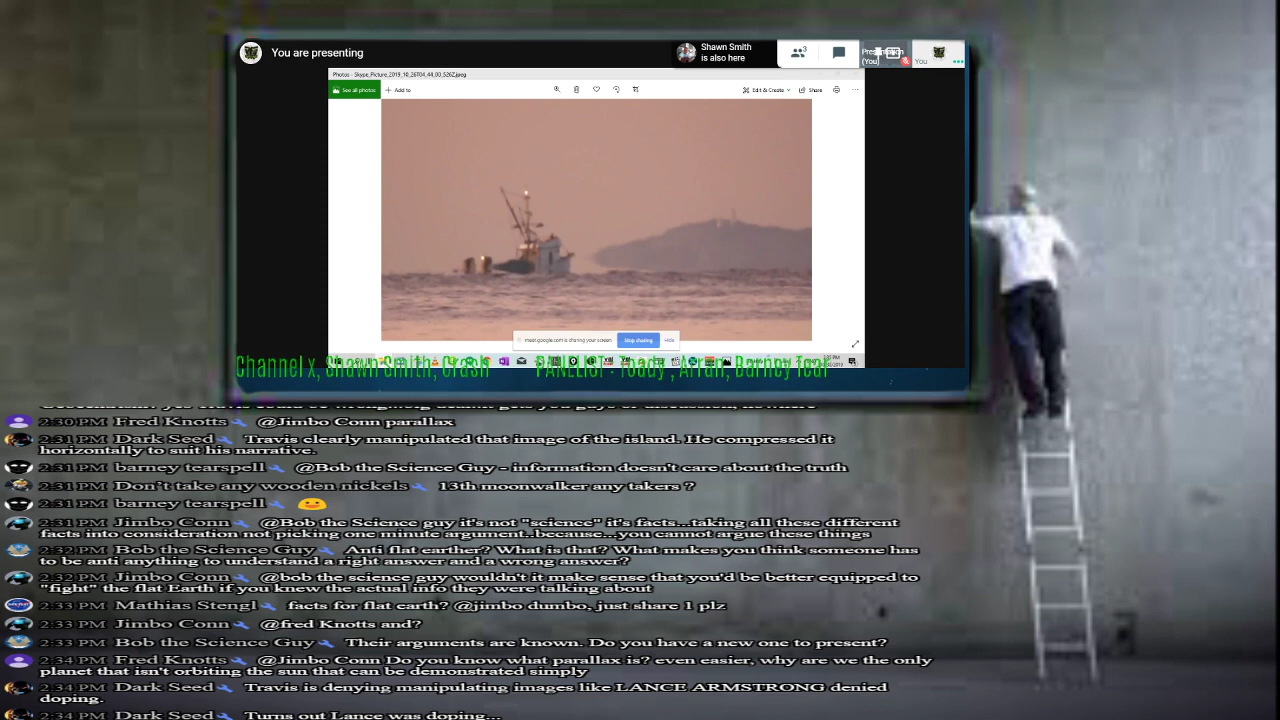 You are presenting
Shawn Smith
is also here
3
Presentation
(You)
You
Photos - Skype_Picture_2019_10_26T04_44_00_526Z.jpeg
See all photos
Add to
Edit & Create
Share
meet.google.com is sharing your screen.
Stop sharing
Hide
Channel x, Shawn Smith, Crash PANELIST : Toady , Arran, Barney Tear
2:30 PM Fred Knotts @Jimbo Conn parallax
2:31 PM Dark Seed Travis clearly manipulated that image of the island. He compressed it
horizontally to suit his narrative.
2:31 PM barney tearspell @Bob the Science Guy - information doesn't care about the truth
2:31 PM Don't take any wooden nickels 13th moonwalker any takers ?
2:31 PM barney tearspell
2:31 PM Jimbo Conn @Bob the Science guy it's not "science" it's facts...taking all these different
facts into consideration not picking one minute argument..because...you cannot argue these things
2:32 PM Bob the Science Guy Anti flat earther? What is that? What makes you think someone has
to be anti anything to understand a right answer and a wrong answer?
2:32 PM Jimbo Conn @bob the science guy wouldn't it make sense that you'd be better equipped to
"fight" the flat Earth if you knew the actual info they were talking about
2:33 PM Mathias Stengl facts for flat earth? @jimbo dumbo, just share 1 plz
2:33 PM Jimbo Conn @fred Knotts and?
2:33 PM Bob the Science Guy Their arguments are known. Do you have a new one to present?
2:34 PM Fred Knotts @Jimbo Conn Do you know what parallax is? even easier, why are we the only
planet that isn't orbiting the sun that can be demonstrated simply
2:34 PM Dark Seed Travis is denying manipulating images like LANCE ARMSTRONG denied
doping.
2:34 PM Dark Seed Turns out Lance was doping...